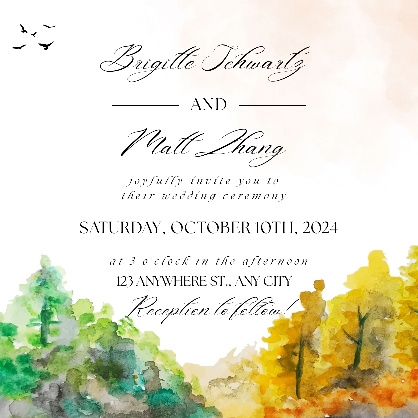 Brigitte Schwartz
AND
Matt Zhang
joyfully invite you to
their wedding ceremony
SATURDAY, OCTOBER 10TH, 2024
at 3 o clock in the afternoon
123 ANYWHERE ST., ANY CITY
Reception to follow!